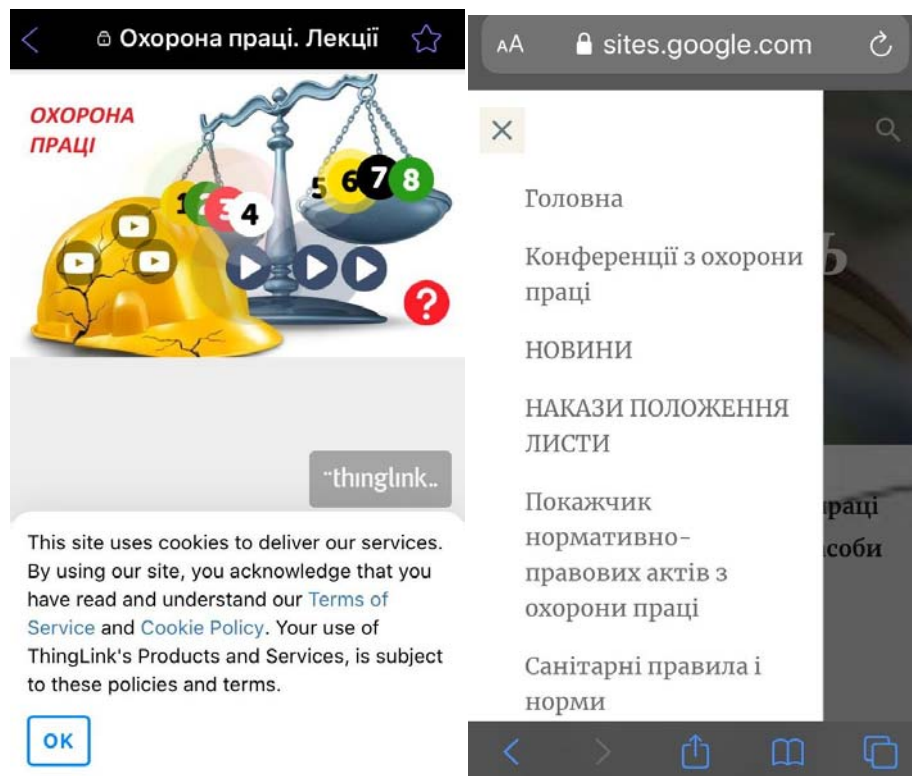 Охорона праці. Лекції
ОХОРОНА
ПРАЦІ
1
2
3
4
5
6
7
8
?
¨thınglınk..
This site uses cookies to deliver our services.
By using our site, you acknowledge that you
have read and understand our Terms of
Service and Cookie Policy. Your use of
ThingLink's Products and Services, is subject
to these policies and terms.
OK
AA
sites.google.com
Головна
Конференції з охорони
праці
НОВИНИ
НАКАЗИ ПОЛОЖЕННЯ
ЛИСТИ
Покажчик
нормативно-
правових актів з
охорони праці
Санітарні правила і
норми
Ь
праці
соби